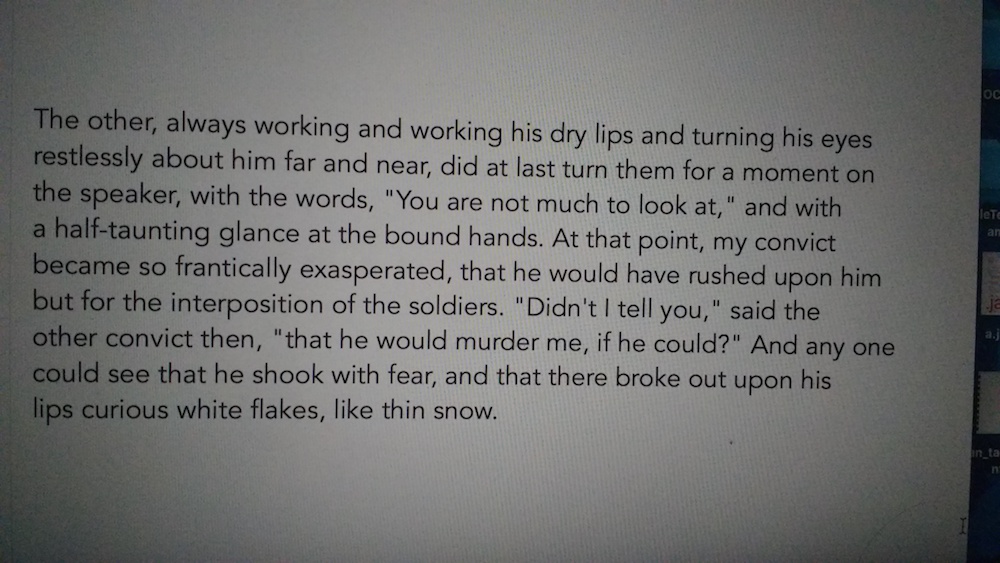 The other, always working and working his dry lips and turning his eyes
restlessly about him far and near, did at last turn them for a moment on
the speaker, with the words, "You are not much to look at," and with
a half-taunting glance at the bound hands. At that point, my convict
became so frantically exasperated, that he would have rushed upon him
but for the interposition of the soldiers. "Didn't I tell you," said the
other convict then, "that he would murder me, if he could?" And any one
could see that he shook with fear, and that there broke out upon his
lips curious white flakes, like thin snow.